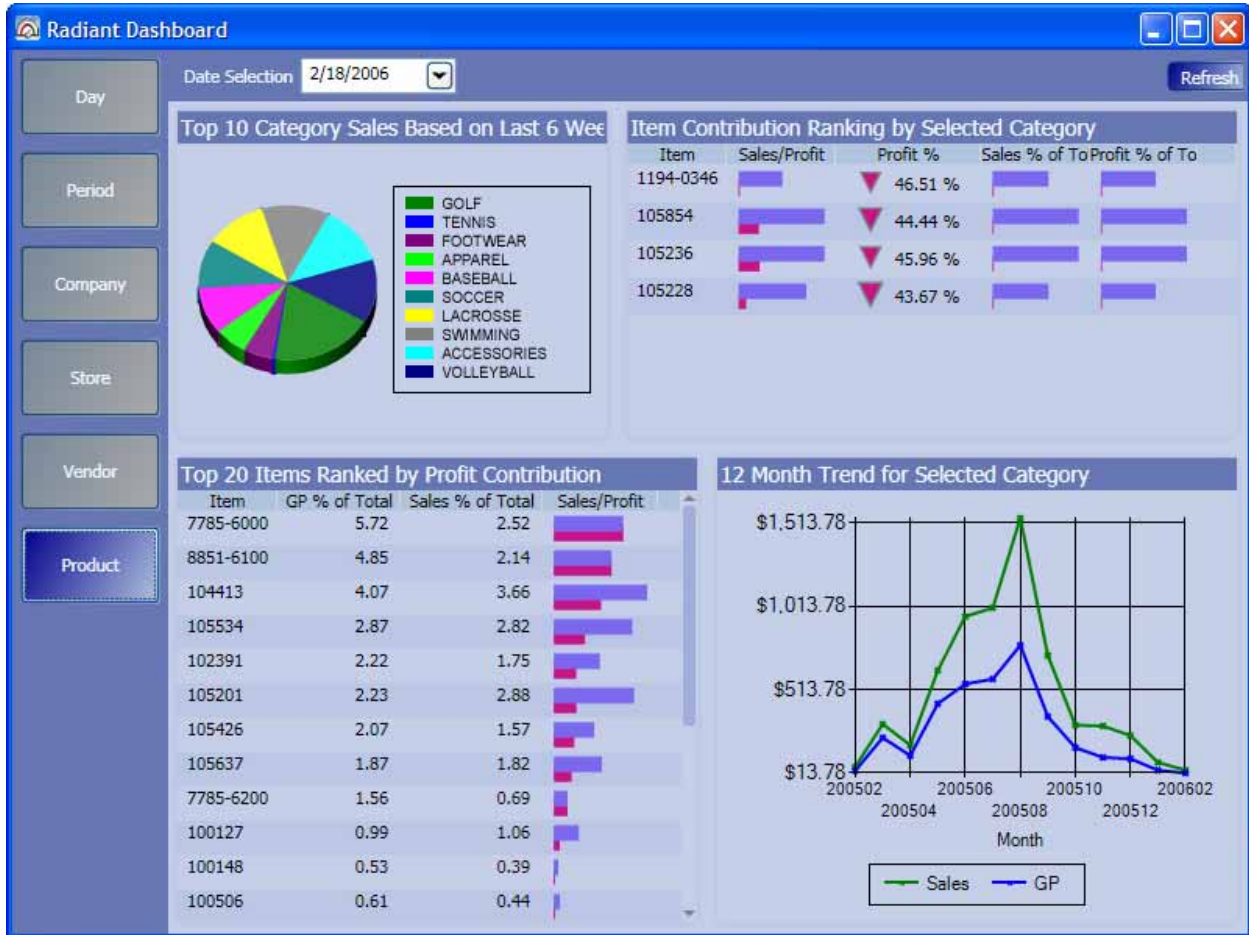 Radiant Dashboard
Date Selection 2/18/2006
Refresh
Day
Period
Company
Store
Vendor
Product
Top 10 Category Sales Based on Last 6 Wee
GOLF
TENNIS
FOOTWEAR
APPAREL
BASEBALL
SOCCER
LACROSSE
SWIMMING
ACCESSORIES
VOLLEYBALL
Item Contribution Ranking by Selected Category
Item Sales/Profit Profit % Sales % of To Profit % of To
1194-0346 46.51 %
105854 44.44 %
105236 45.96 %
105228 43.67 %
Top 20 Items Ranked by Profit Contribution
Item GP % of Total Sales % of Total Sales/Profit
7785-6000 5.72 2.52
8851-6100 4.85 2.14
104413 4.07 3.66
105534 2.87 2.82
102391 2.22 1.75
105201 2.23 2.88
105426 2.07 1.57
105637 1.87 1.82
7785-6200 1.56 0.69
100127 0.99 1.06
100148 0.53 0.39
100506 0.61 0.44
12 Month Trend for Selected Category
$1,513.78
$1,013.78
$513.78
$13.78
200502 200506 200510 200602
200504 200508 200512
Month
Sales GP